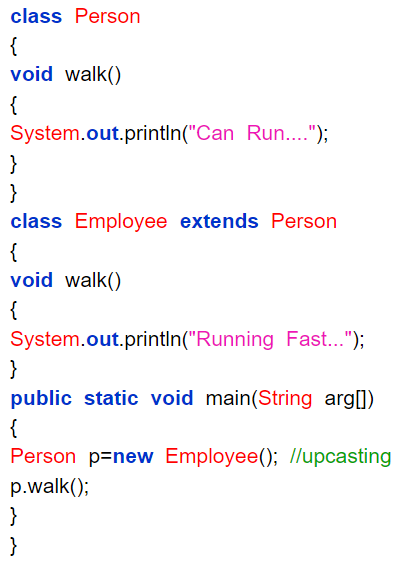 class Person
{
void walk()
{
System.out.println("Can Run....");
}
}
class Employee extends Person
{
void walk()
{
System.out.println("Running Fast...");
}
public static void main(String arg[])
{
Person p=new Employee(); //upcasting
p.walk();
}
}